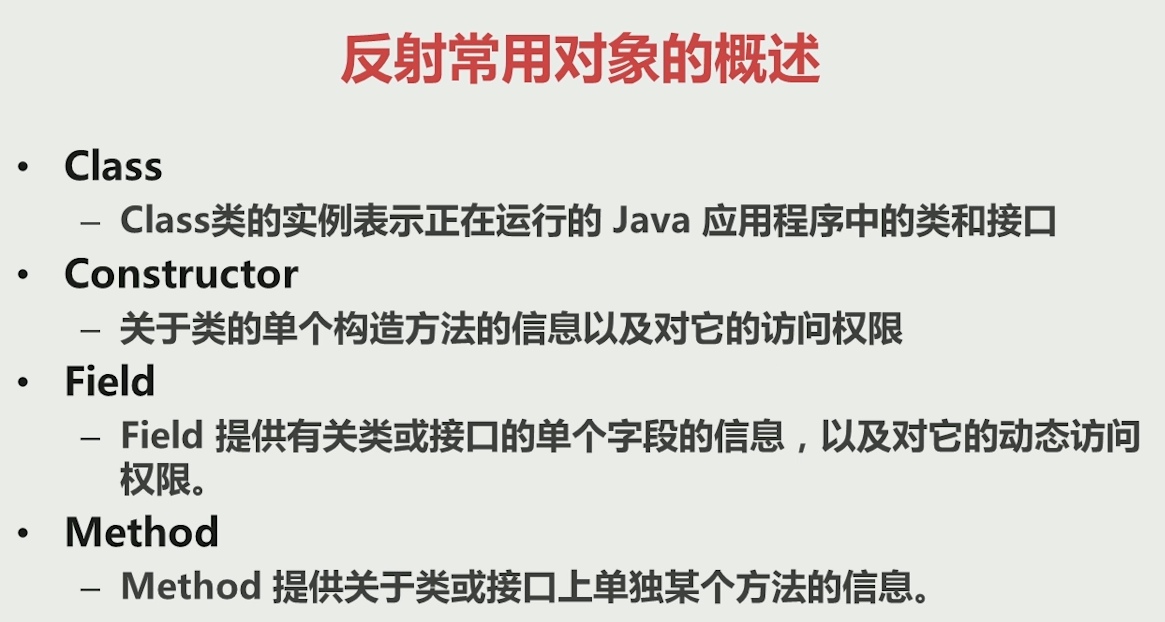 反射常用对象的概述
• Class
– Class类的实例表示正在运行的 Java 应用程序中的类和接口
• Constructor
– 关于类的单个构造方法的信息以及对它的访问权限
• Field
– Field 提供有关类或接口的单个字段的信息，以及对它的动态访问
权限。
• Method
– Method 提供关于类或接口上单独某个方法的信息。